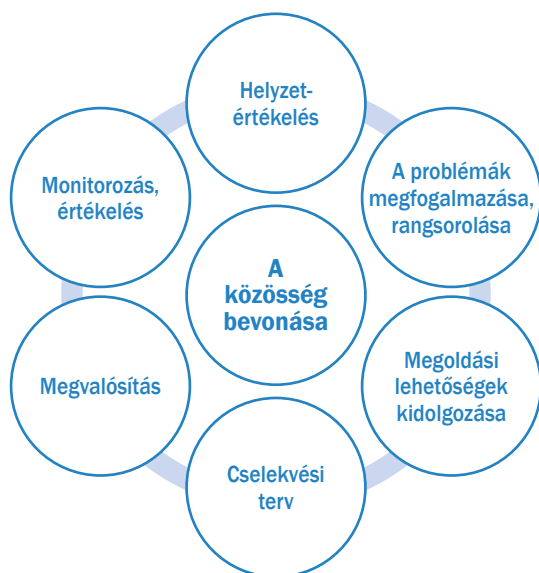 Helyzet-
értékelés
A problémák
megfogalmazása,
rangsorolása
Megoldási
lehetőségek
kidolgozása
Cselekvési
terv
Megvalósítás
Monitorozás,
értékelés
A
közösség
bevonása